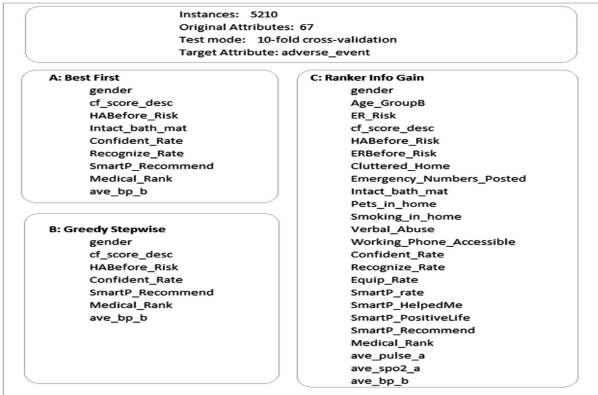 Instances: 5210
Original Attributes: 67
Test mode: 10-fold cross-validation
Target Attribute: adverse_event
A: Best First
gender
cf_score_desc
HABefore_Risk
Intact_bath_mat
Confident_Rate
Recognize_Rate
SmartP_Recommend
Medical_Rank
ave_bp_b
B: Greedy Stepwise
gender
cf_score_desc
HABefore_Risk
Confident_Rate
SmartP_Recommend
Medical_Rank
ave_bp_b
C: Ranker Info Gain
gender
Age_GroupB
ER_Risk
cf_score_desc
HABefore_Risk
ERBefore_Risk
Cluttered_Home
Emergency_Numbers_Posted
Intact_bath_mat
Pets_in_home
Smoking_in_home
Verbal_Abuse
Working_Phone_Accessible
Confident_Rate
Recognize_Rate
Equip_Rate
SmartP_rate
SmartP_HelpedMe
SmartP_PositiveLife
SmartP_Recommend
Medical_Rank
ave_pulse_a
ave_spo2_a
ave_bp_b